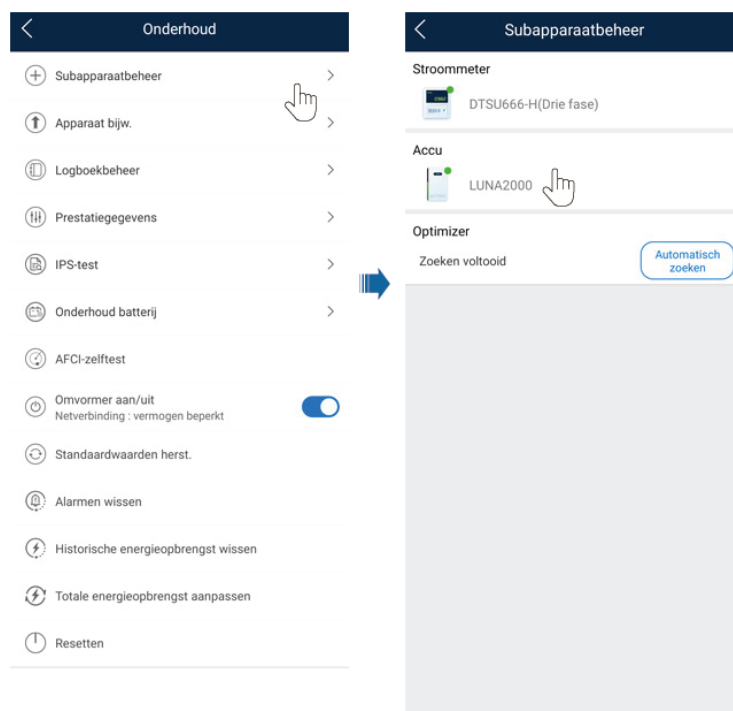 Onderhoud
Subapparaatbeheer
Apparaat bijw.
Logboekbeheer
Prestatiegegevens
IPS-test
Onderhoud batterij
AFCI-zelftest
Omvormer aan/uit
Netverbinding : vermogen beperkt
Standaardwaarden herst.
Alarmen wissen
Historische energieopbrengst wissen
Totale energieopbrengst aanpassen
Resetten
Subapparaatbeheer
Stroommeter
DTSU666-H(Drie fase)
Accu
LUNA2000
Optimizer
Zoeken voltooid
Automatisch
zoeken